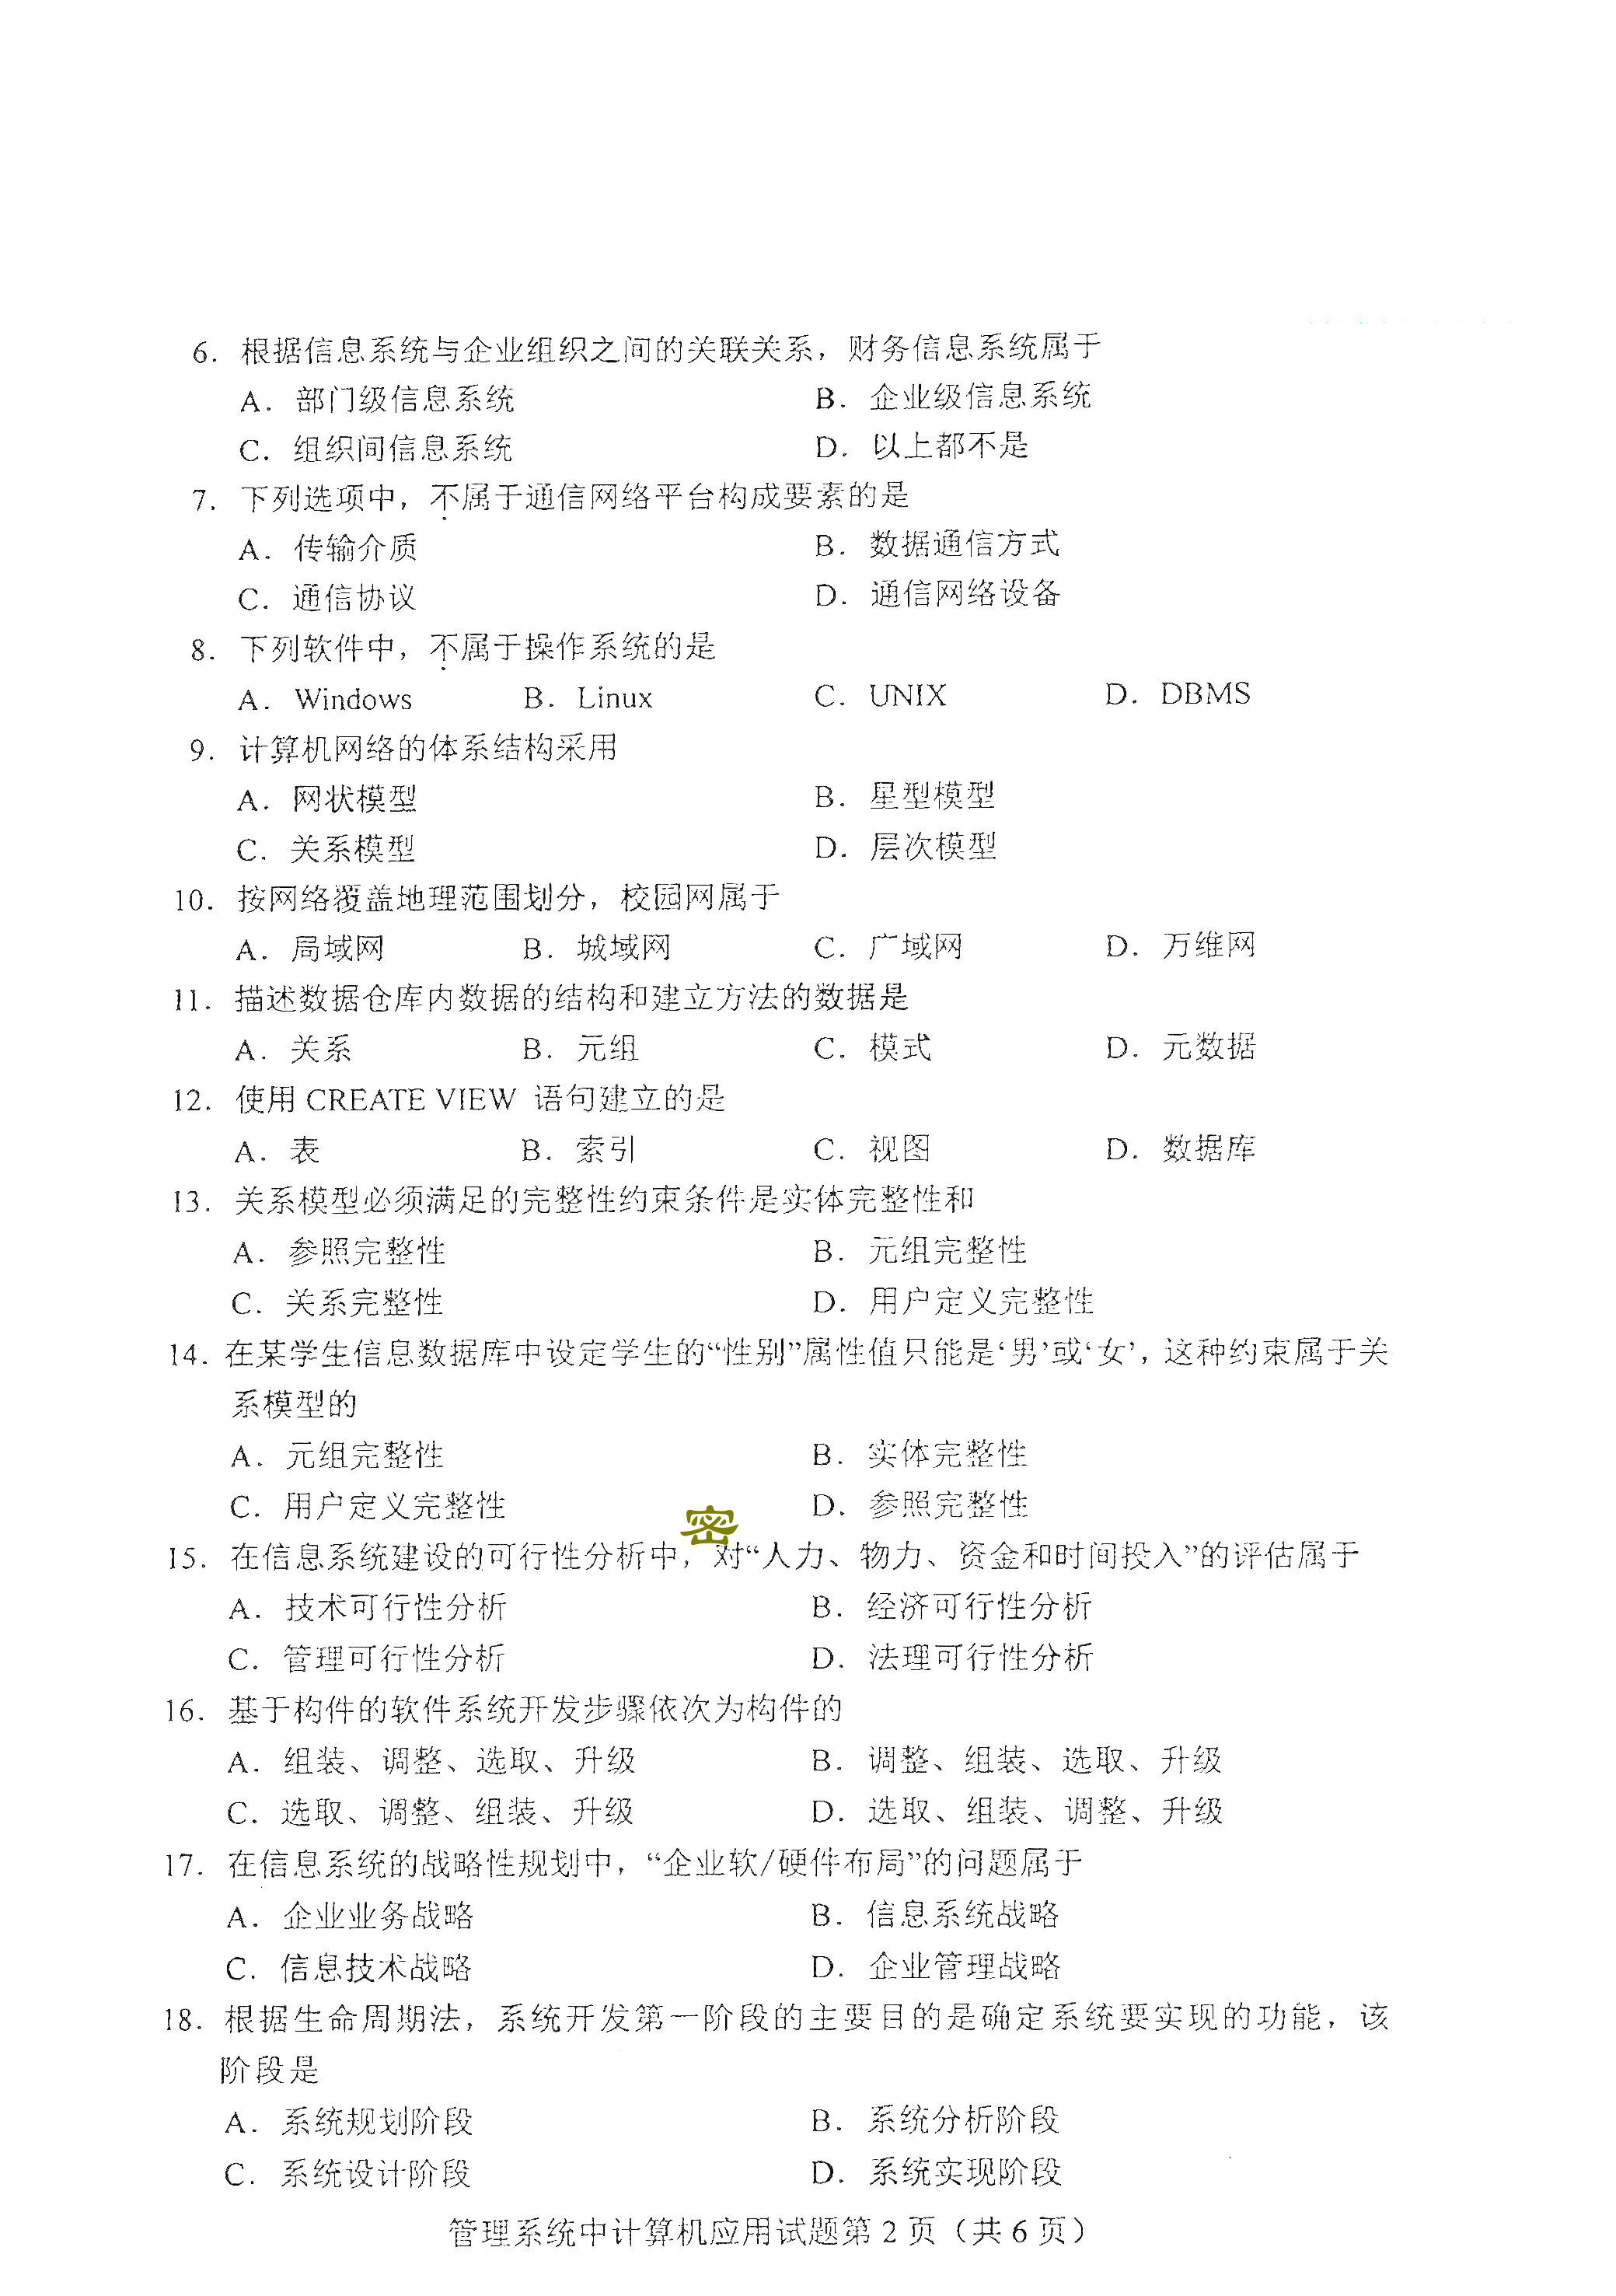 6. 根据信息系统与企业组织之间的关联关系，财务信息系统属于
A. 部门级信息系统 B. 企业级信息系统
C. 组织间信息系统 D. 以上都不是
7. 下列选项中，不属于通信网络平台构成要素的是
A. 传输介质 B. 数据通信方式
C. 通信协议 D. 通信网络设备
8. 下列软件中，不属于操作系统的是
A. Windows B. Linux C. UNIX D. DBMS
9. 计算机网络的体系结构采用
A. 网状模型 B. 星型模型
C. 关系模型 D. 层次模型
10. 按网络覆盖地理范围划分，校园网属于
A. 局域网 B. 城域网 C. 广域网 D. 万维网
11. 描述数据仓库内数据的结构和建立方法的数据是
A. 关系 B. 元组 C. 模式 D. 元数据
12. 使用 CREATE VIEW 语句建立的是
A. 表 B. 索引 C. 视图 D. 数据库
13. 关系模型必须满足的完整性约束条件是实体完整性和
A. 参照完整性 B. 元组完整性
C. 关系完整性 D. 用户定义完整性
14. 在某学生信息数据库中设定学生的“性别”属性值只能是‘男’或‘女’，这种约束属于关
系模型的
A. 元组完整性 B. 实体完整性
C. 用户定义完整性 D. 参照完整性
密
15. 在信息系统建设的可行性分析中，对“人力、物力、资金和时间投入”的评估属于
A. 技术可行性分析 B. 经济可行性分析
C. 管理可行性分析 D. 法理可行性分析
16. 基于构件的软件系统开发步骤依次为构件的
A. 组装、调整、选取、升级 B. 调整、组装、选取、升级
C. 选取、调整、组装、升级 D. 选取、组装、调整、升级
17. 在信息系统的战略性规划中，“企业软/硬件布局”的问题属于
A. 企业业务战略 B. 信息系统战略
C. 信息技术战略 D. 企业管理战略
18. 根据生命周期法，系统开发第一阶段的主要目的是确定系统要实现的功能，该
阶段是
A. 系统规划阶段 B. 系统分析阶段
C. 系统设计阶段 D. 系统实现阶段
管理系统中计算机应用试题第 2 页（共 6 页）